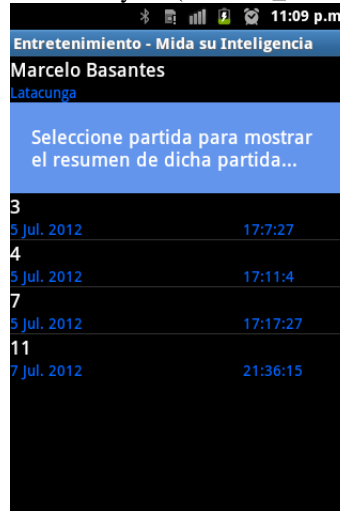 11:09 p.m
Entretenimiento - Mida su Inteligencia
Marcelo Basantes
Latacunga
Seleccione partida para mostrar
el resumen de dicha partida...
3
5 Jul. 2012 17:7:27
4
5 Jul. 2012 17:11:4
7
5 Jul. 2012 17:17:27
11
7 Jul. 2012 21:36:15